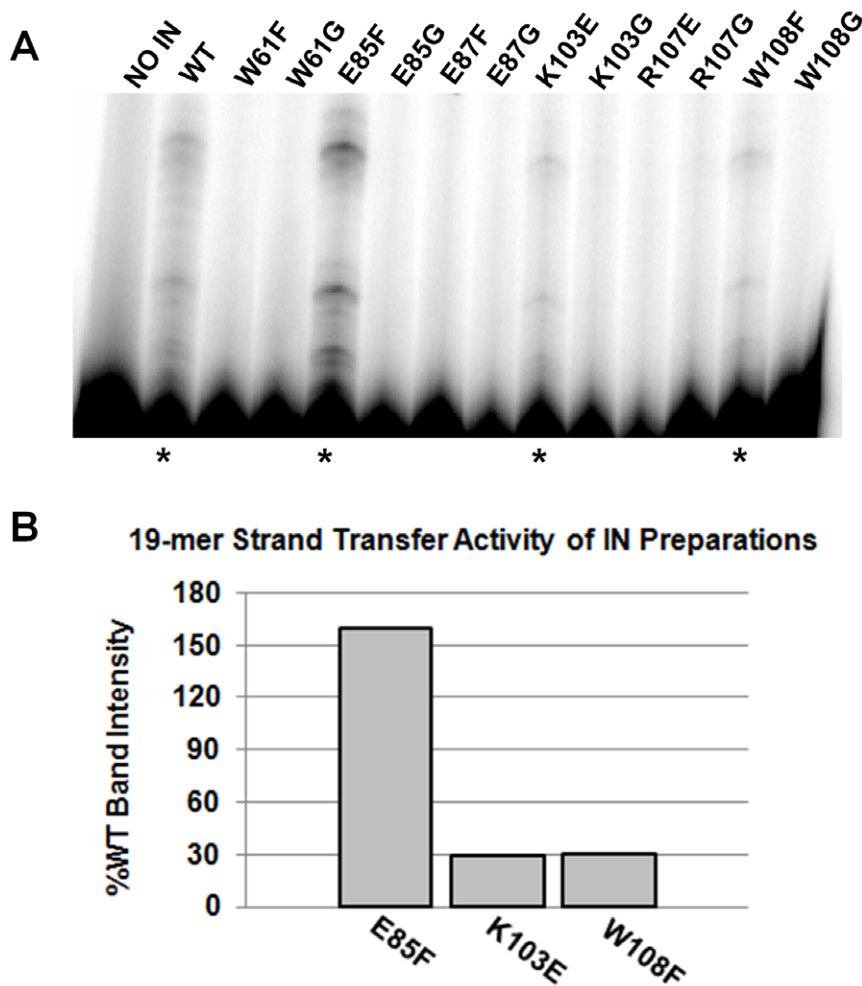 A
NO IN WT W61F W61G E85F E85G E87F E87G K103E K103G R107E R107G W108F W108G
* * * *
B
19-mer Strand Transfer Activity of IN Preparations
%WT Band Intensity
180
150
120
90
60
30
0
E85F K103E W108F